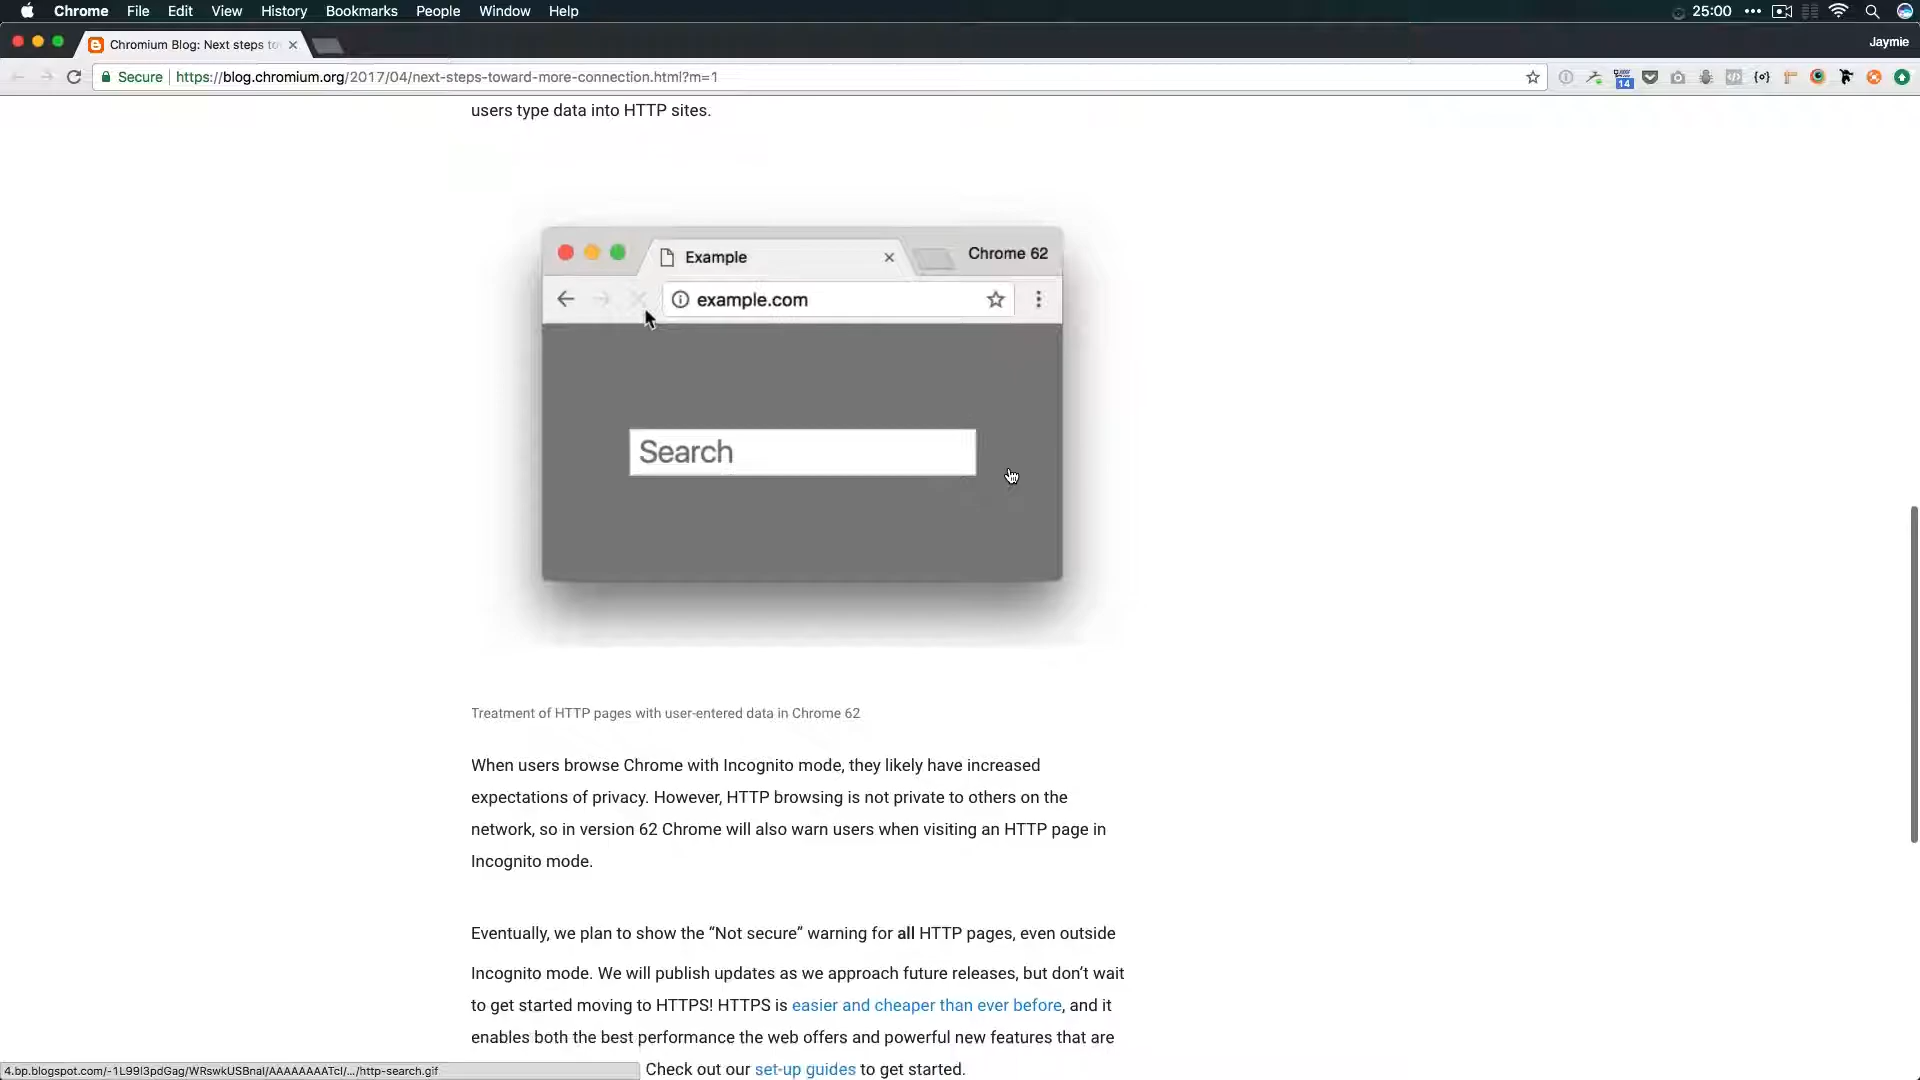 Chrome File Edit View History Bookmarks People Window Help 25:00
Chromium Blog: Next steps to Jaymie
Secure https://blog.chromium.org/2017/04/next-steps-toward-more-connection.html?m=1 14
users type data into HTTP sites.
Example Chrome 62
example.com
Search
Treatment of HTTP pages with user-entered data in Chrome 62
When users browse Chrome with Incognito mode, they likely have increased
expectations of privacy. However, HTTP browsing is not private to others on the
network, so in version 62 Chrome will also warn users when visiting an HTTP page in
Incognito mode.
Eventually, we plan to show the “Not secure” warning for all HTTP pages, even outside
Incognito mode. We will publish updates as we approach future releases, but don’t wait
to get started moving to HTTPS! HTTPS is easier and cheaper than ever before, and it
enables both the best performance the web offers and powerful new features that are
Check out our set-up guides to get started.
4.bp.blogspot.com/-1L99I3pdGag/WRswkUSBnaI/AAAAAAAATcI/.../http-search.gif